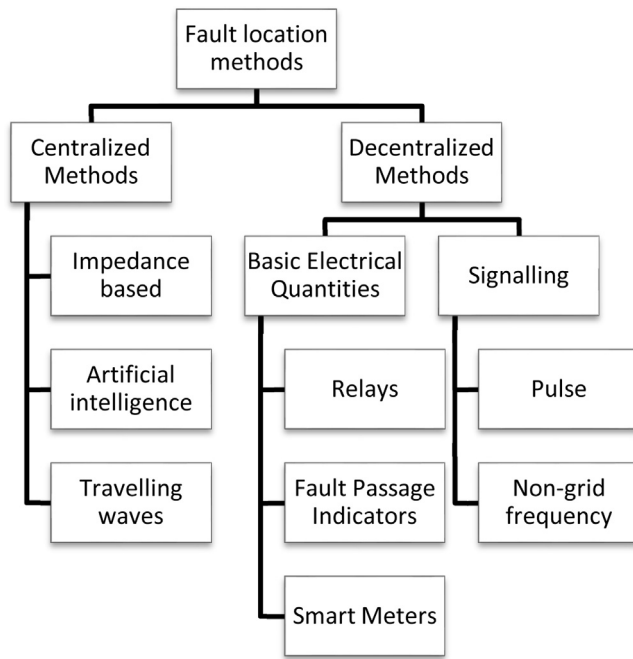 Fault location
methods
Centralized
Methods
Decentralized
Methods
Impedance
based
Basic Electrical
Quantities
Signalling
Artificial
intelligence
Relays
Pulse
Travelling
waves
Fault Passage
Indicators
Non-grid
frequency
Smart Meters